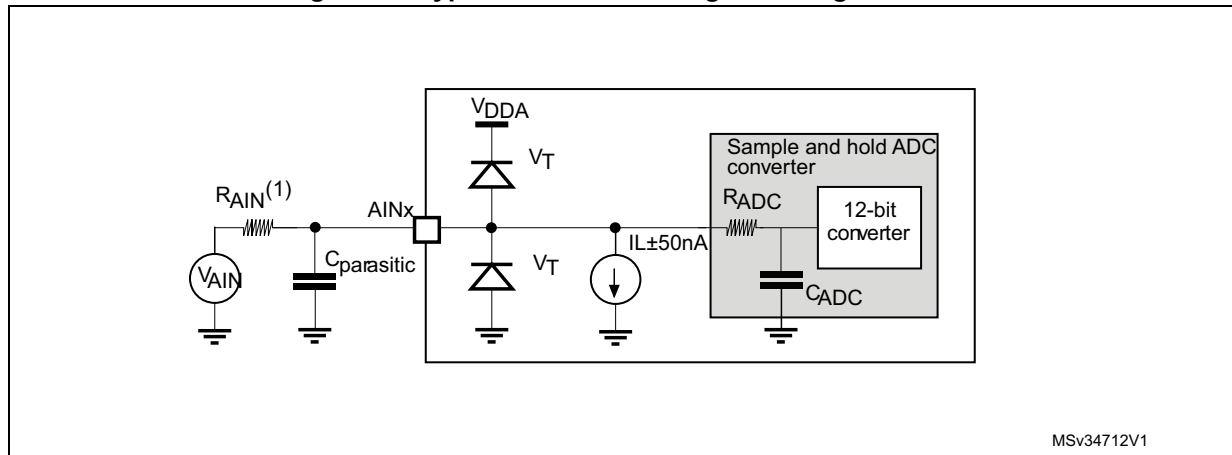 VDDA
VT
Sample and hold ADC
converter
RAIN(1)
AINx
RADC
12-bit
converter
IL±50nA
VAIN
Cparasitic
VT
CADC
MSv34712V1